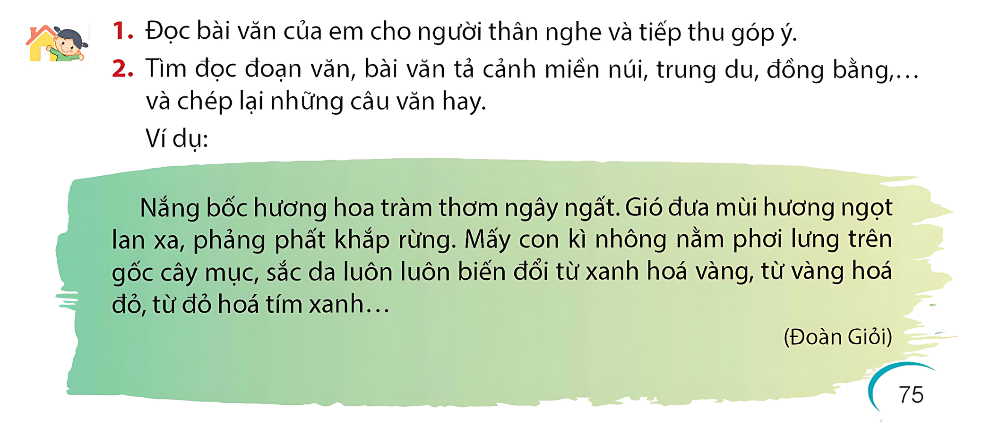 1. Đọc bài văn của em cho người thân nghe và tiếp thu góp ý.
2. Tìm đọc đoạn văn, bài văn tả cảnh miền núi, trung du, đồng bằng,…
và chép lại những câu văn hay.
Ví dụ:
Nắng bốc hương hoa tràm thơm ngây ngất. Gió đưa mùi hương ngọt
lan xa, phảng phất khắp rừng. Mấy con kì nhông nằm phơi lưng trên
gốc cây mục, sắc da luôn luôn biến đổi từ xanh hoá vàng, từ vàng hoá
đỏ, từ đỏ hoá tím xanh…
(Đoàn Giỏi)
75